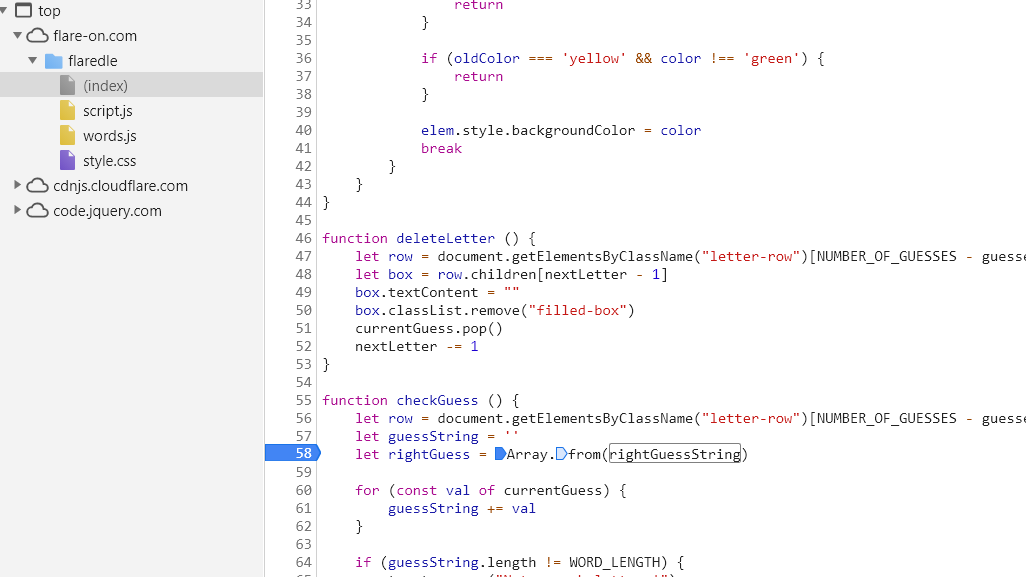 top
flare-on.com
flaredle
(index)
script.js
words.js
style.css
cdnjs.cloudflare.com
code.jquery.com
33 return
34 }
35
36 if (oldColor === 'yellow' && color !== 'green') {
37 return
38 }
39
40 elem.style.backgroundColor = color
41 break
42 }
43 }
44 }
45
46 function deleteLetter () {
47 let row = document.getElementsByClassName("letter-row")[NUMBER_OF_GUESSES - guesse
48 let box = row.children[nextLetter - 1]
49 box.textContent = ""
50 box.classList.remove("filled-box")
51 currentGuess.pop()
52 nextLetter -= 1
53 }
54
55 function checkGuess () {
56 let row = document.getElementsByClassName("letter-row")[NUMBER_OF_GUESSES - guesse
57 let guessString = ''
58 let rightGuess = Array.from(rightGuessString)
59
60 for (const val of currentGuess) {
61 guessString += val
62 }
63
64 if (guessString.length != WORD_LENGTH) {